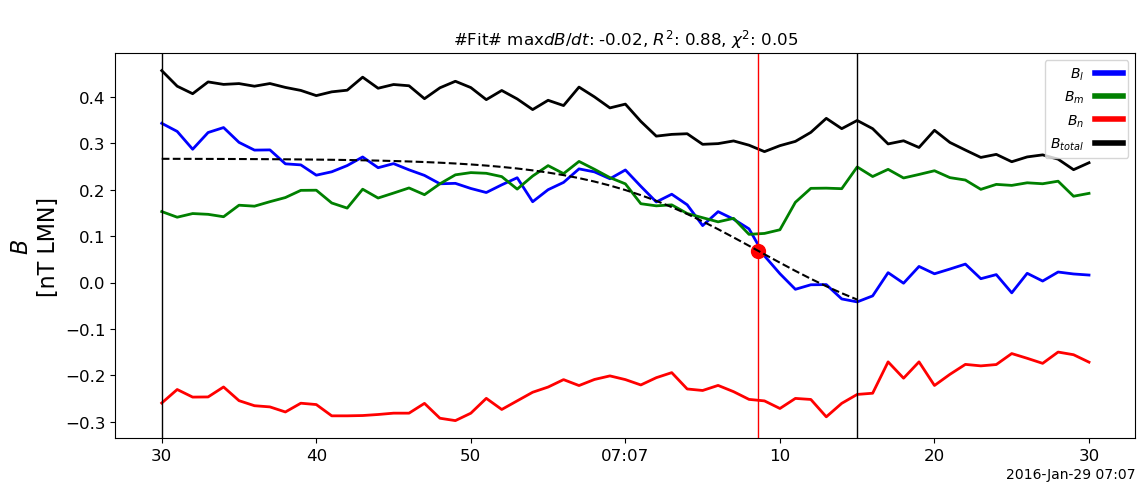 #Fit# maxdB/dt: -0.02, R²: 0.88, χ²: 0.05
B
[nT LMN]
0.4
0.3
0.2
0.1
0.0
−0.1
−0.2
−0.3
B_l
B_m
B_n
B_total
30 40 50 07:07 10 20 30
2016-Jan-29 07:07